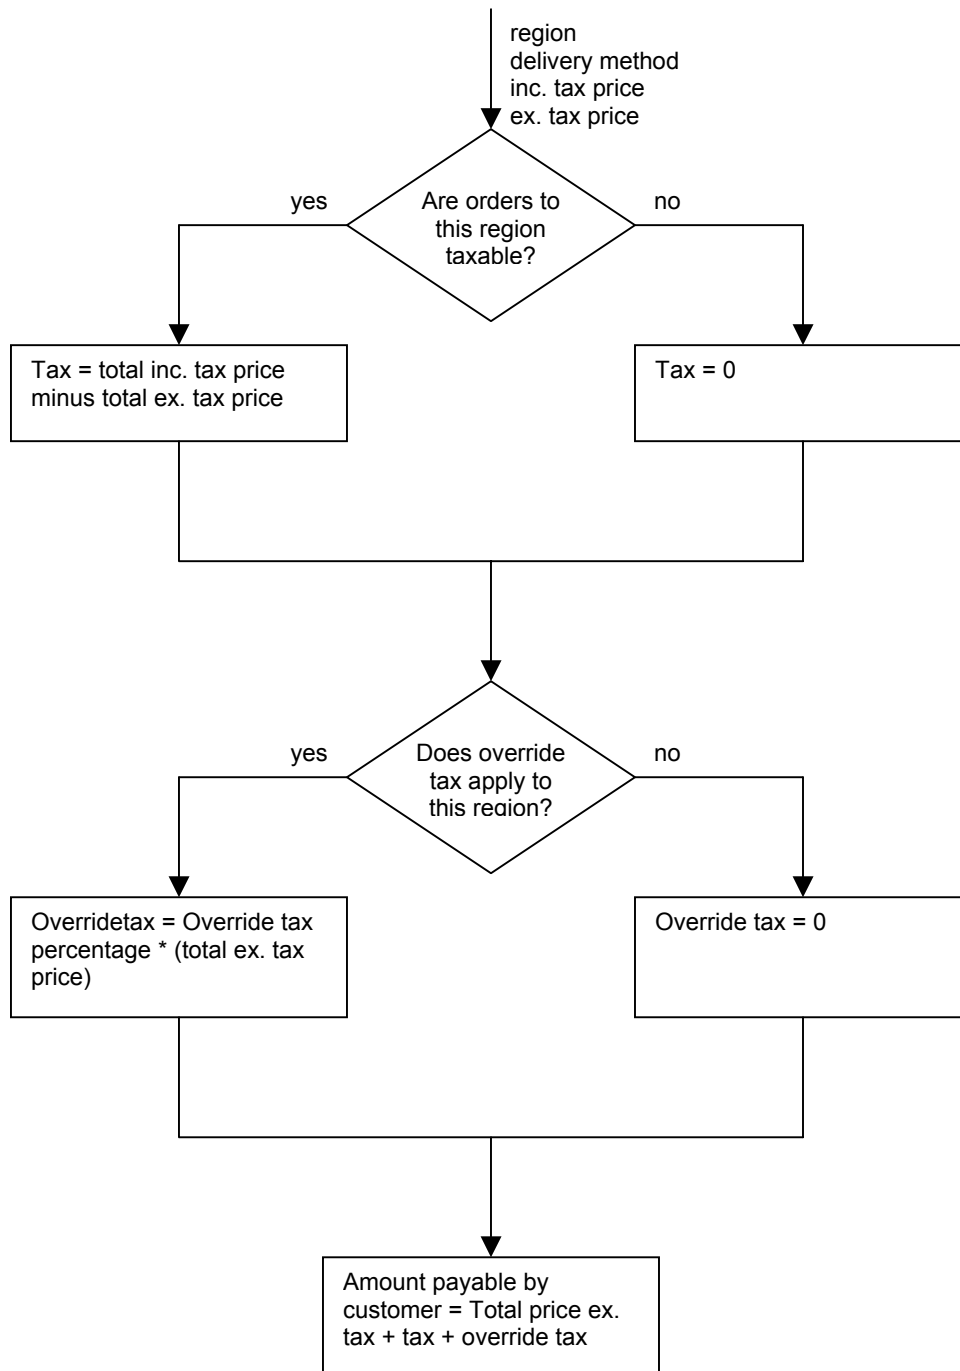 region
delivery method
inc. tax price
ex. tax price
yes
Are orders to
this region
taxable?
no
Tax = total inc. tax price
minus total ex. tax price
Tax = 0
yes
Does override
tax apply to
this region?
no
Overridetax = Override tax
percentage * (total ex. tax
price)
Override tax = 0
Amount payable by
customer = Total price ex.
tax + tax + override tax